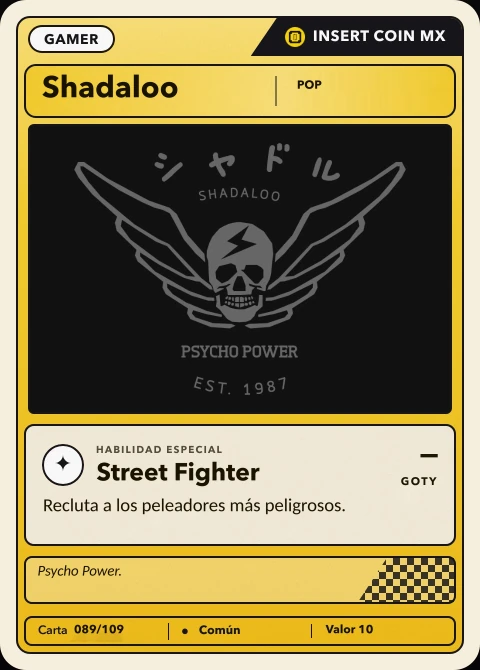 GAMER
INSERT COIN MX
Shadaloo
POP
シャドル
SHADALOO
PSYCHO POWER
EST. 1987
HABILIDAD ESPECIAL
Street Fighter
–
GOTY
Recluta a los peleadores más peligrosos.
Psycho Power.
Carta 089/109
• Común
Valor 10